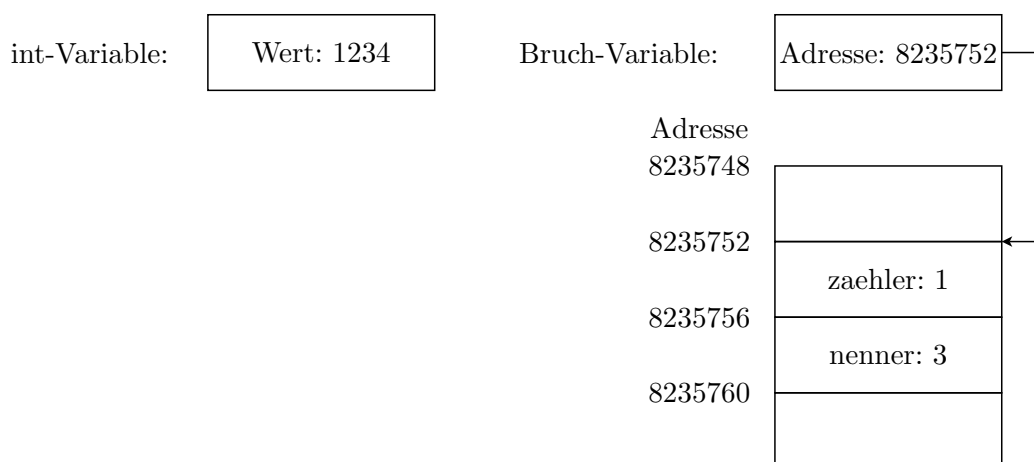 int-Variable:
Wert: 1234
Bruch-Variable:
Adresse: 8235752
Adresse
8235748
8235752
zaehler: 1
8235756
nenner: 3
8235760